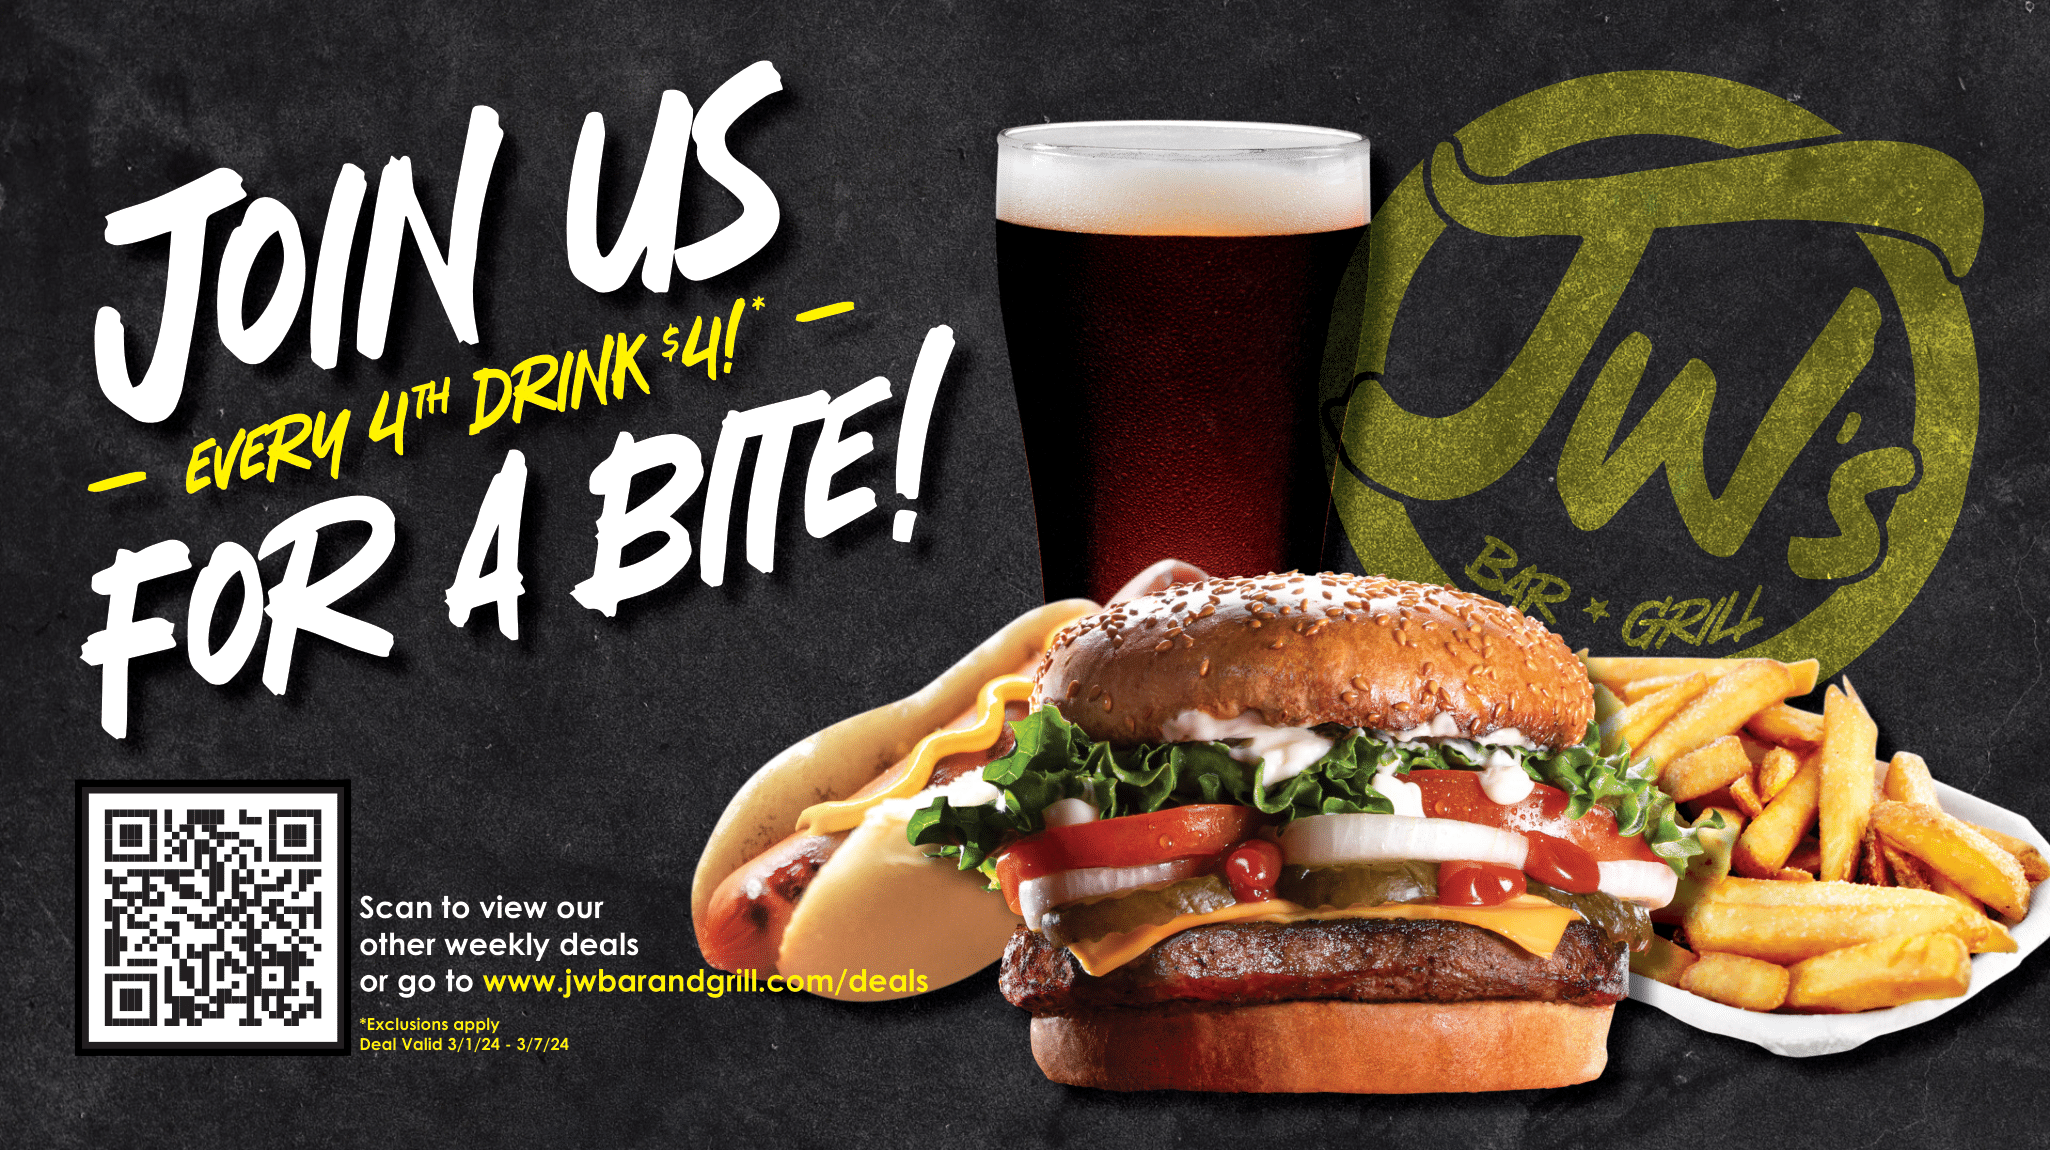 JOIN US
EVERY 4TH DRINK $4!*
FOR A BITE!
JW's
BAR ★ GRILL
Scan to view our
other weekly deals
or go to www.jwbarandgrill.com/deals
*Exclusions apply
Deal Valid 3/1/24 - 3/7/24